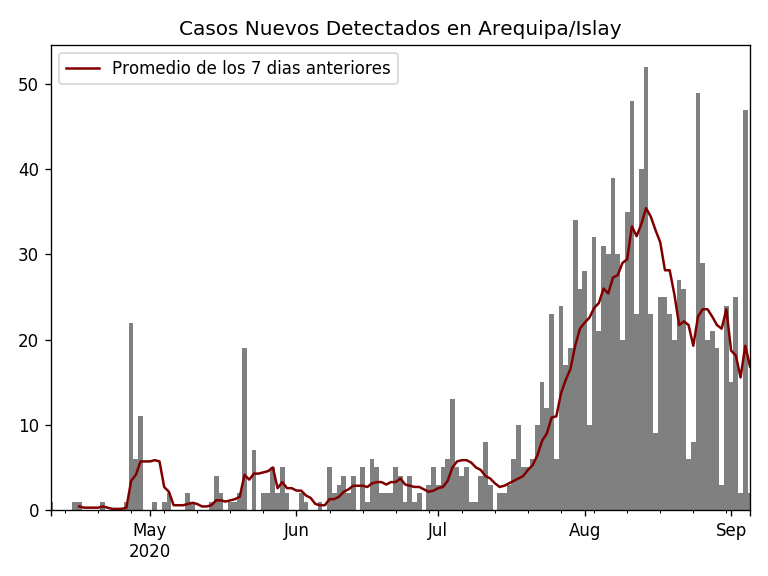 Casos Nuevos Detectados en Arequipa/Islay
Promedio de los 7 dias anteriores
50
40
30
20
10
0
May
2020
Jun
Jul
Aug
Sep